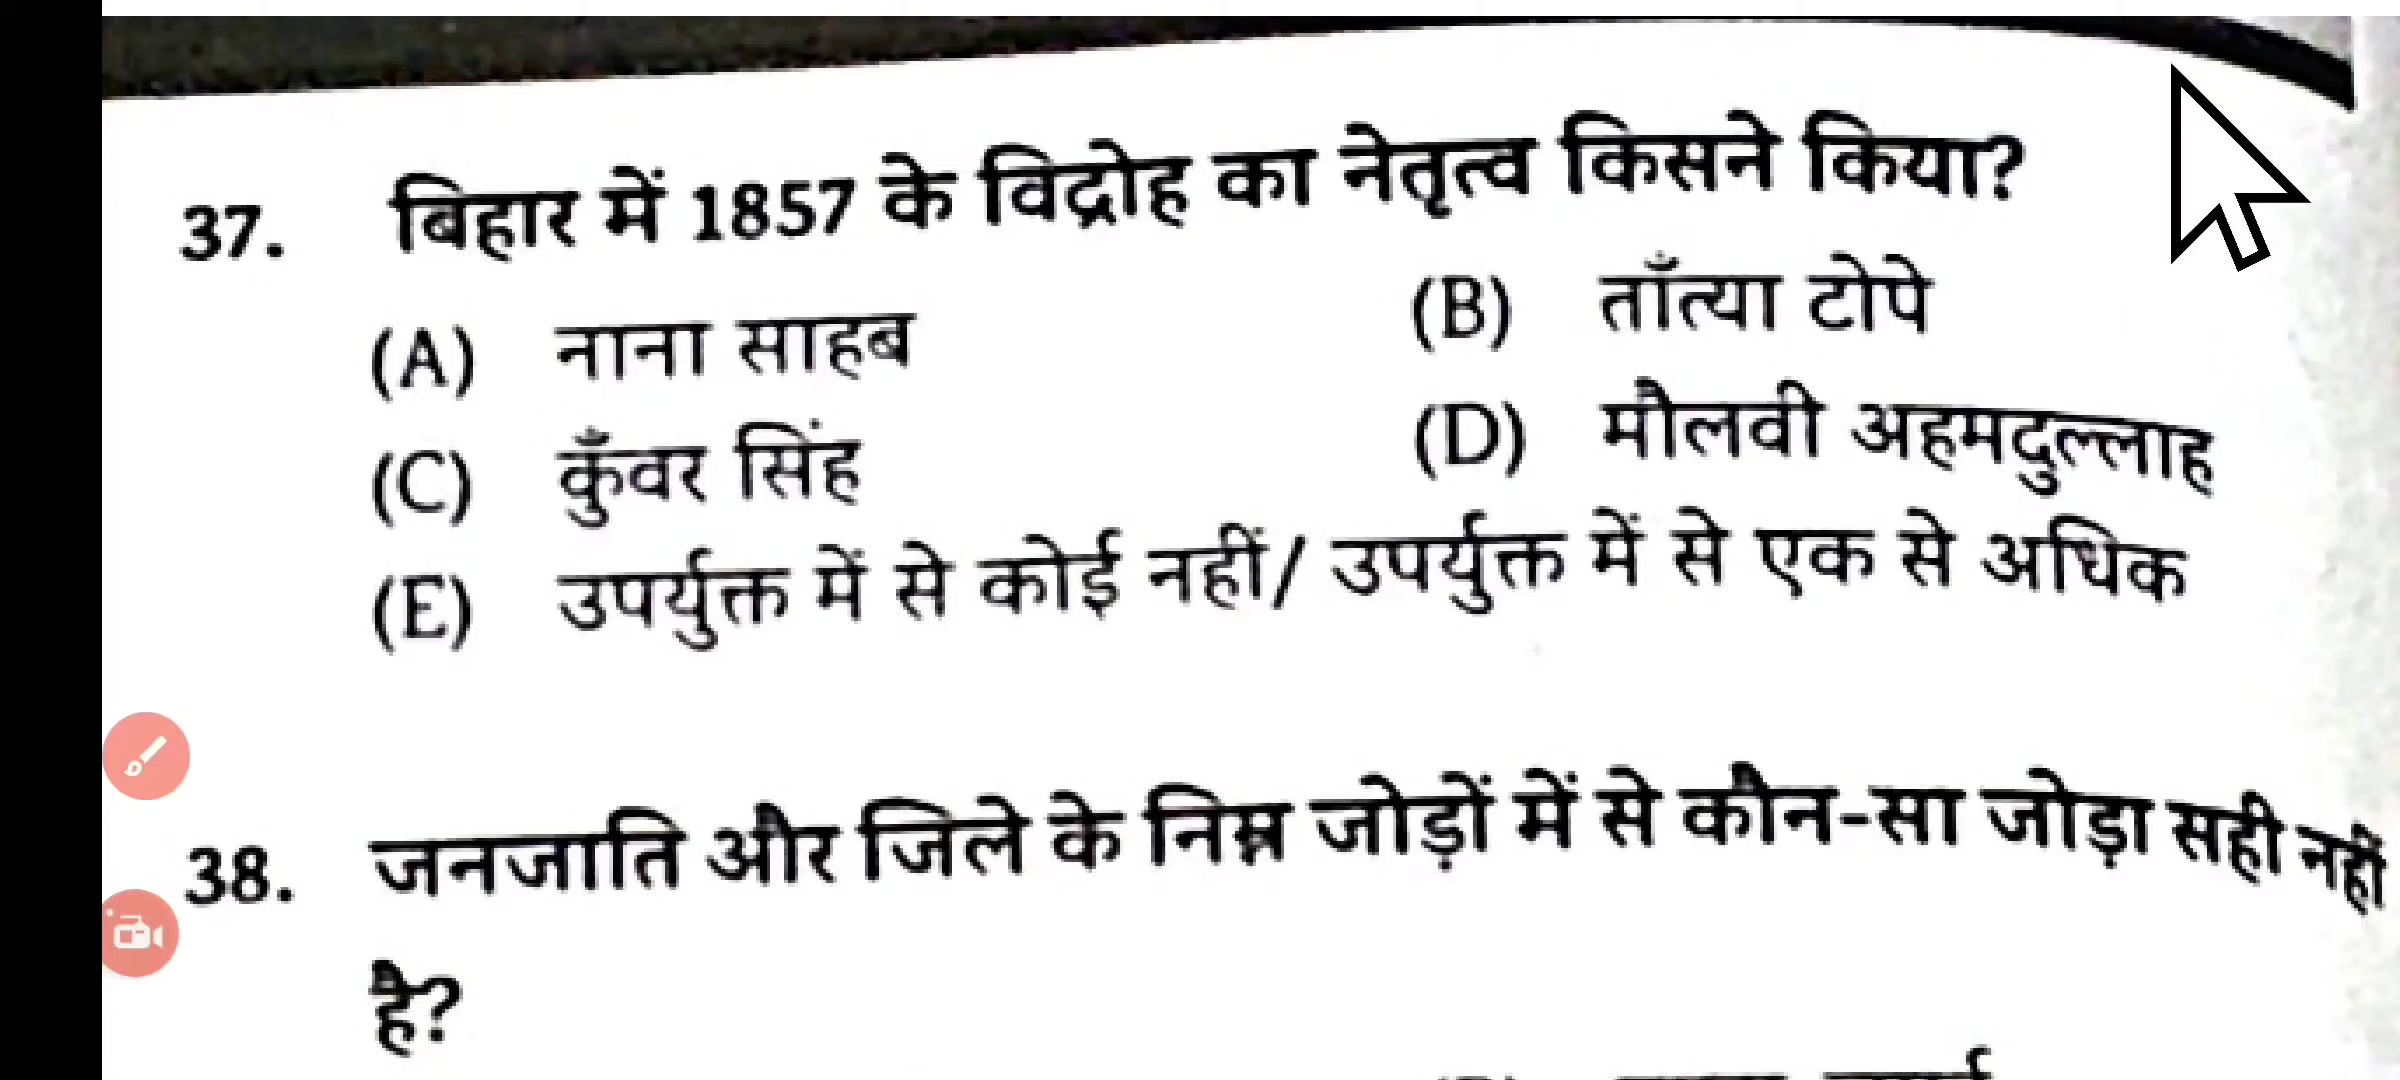 37. बिहार में 1857 के विद्रोह का नेतृत्व किसने किया?
(A) नाना साहब (B) ताँत्या टोपे
(C) कुँवर सिंह (D) मौलवी अहमदुल्लाह
(E) उपर्युक्त में से कोई नहीं/ उपर्युक्त में से एक से अधिक
38. जनजाति और जिले के निम्न जोड़ों में से कौन-सा जोड़ा सही नहीं
है?